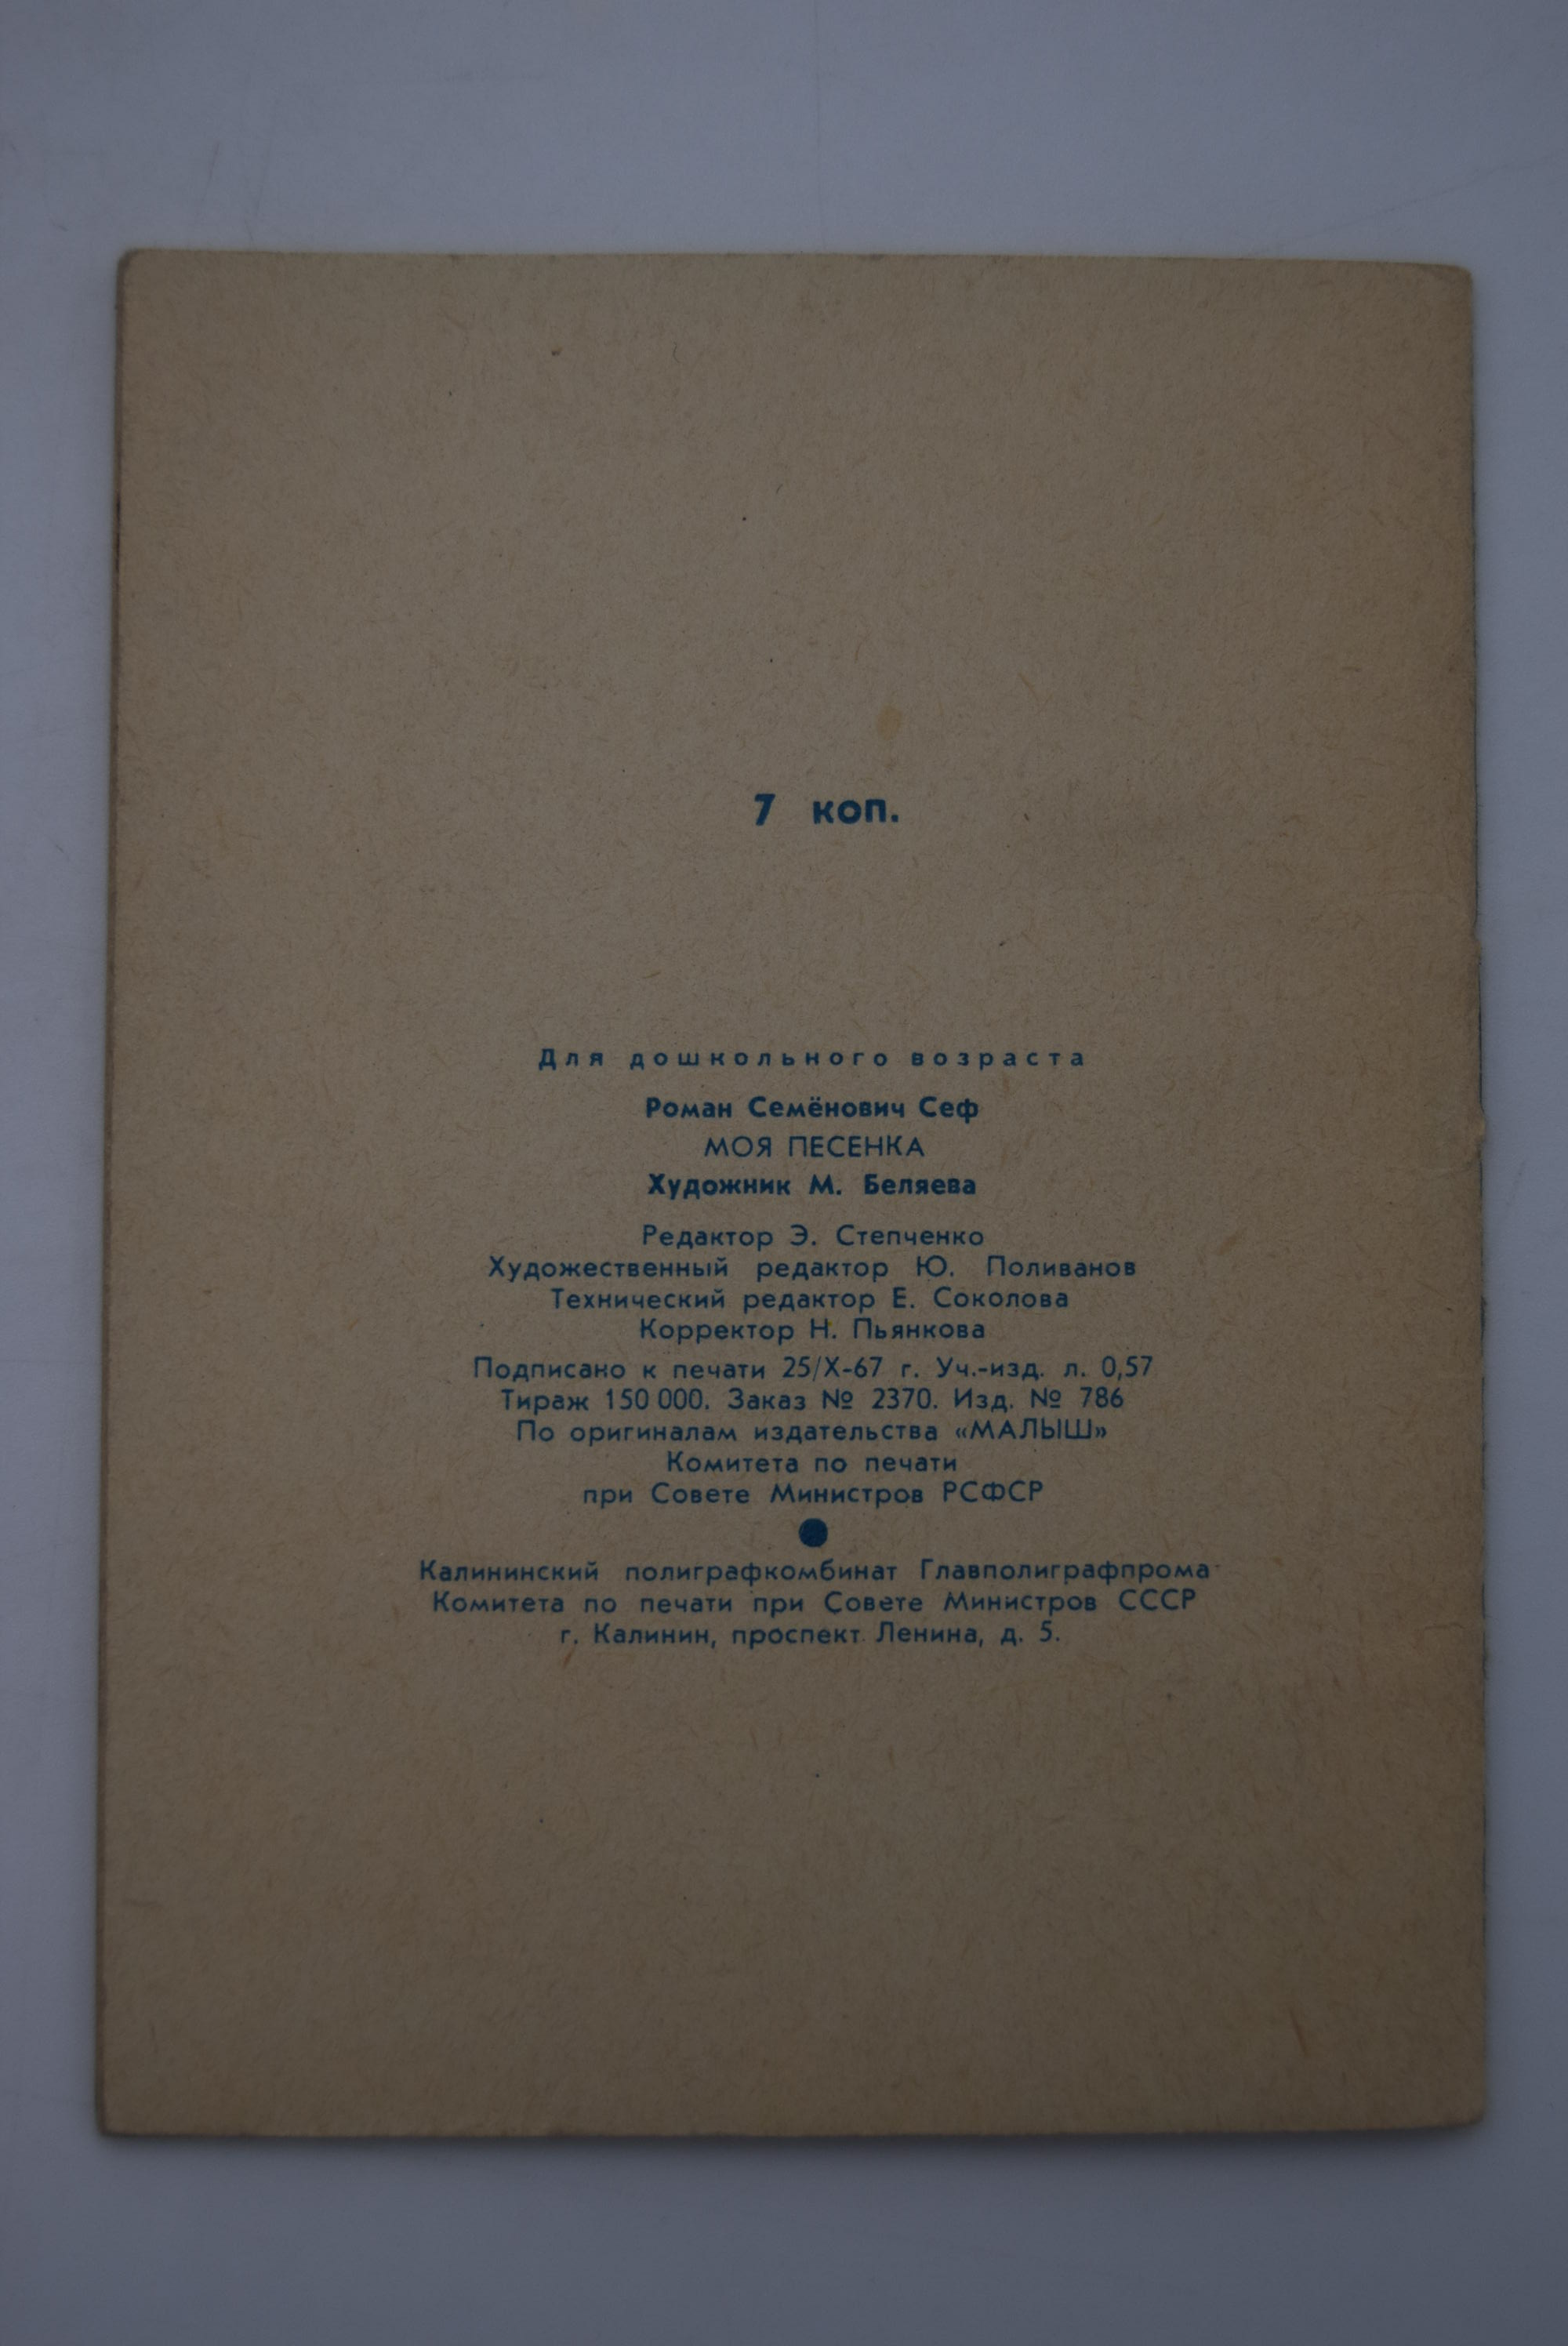 7 коп.
Для дошкольного возраста
Роман Семёнович Сеф
МОЯ ПЕСЕНКА
Художник М. Беляева
Редактор Э. Степченко
Художественный редактор Ю. Поливанов
Технический редактор Е. Соколова
Корректор Н. Пьянкова
Подписано к печати 25/X-67 г. Уч.-изд. л. 0,57
Тираж 150 000. Заказ № 2370. Изд. № 786
По оригиналам издательства «МАЛЫШ»
Комитета по печати
при Совете Министров РСФСР
Калининский полиграфкомбинат Главполиграфпрома
Комитета по печати при Совете Министров СССР
г. Калинин, проспект Ленина, д. 5.